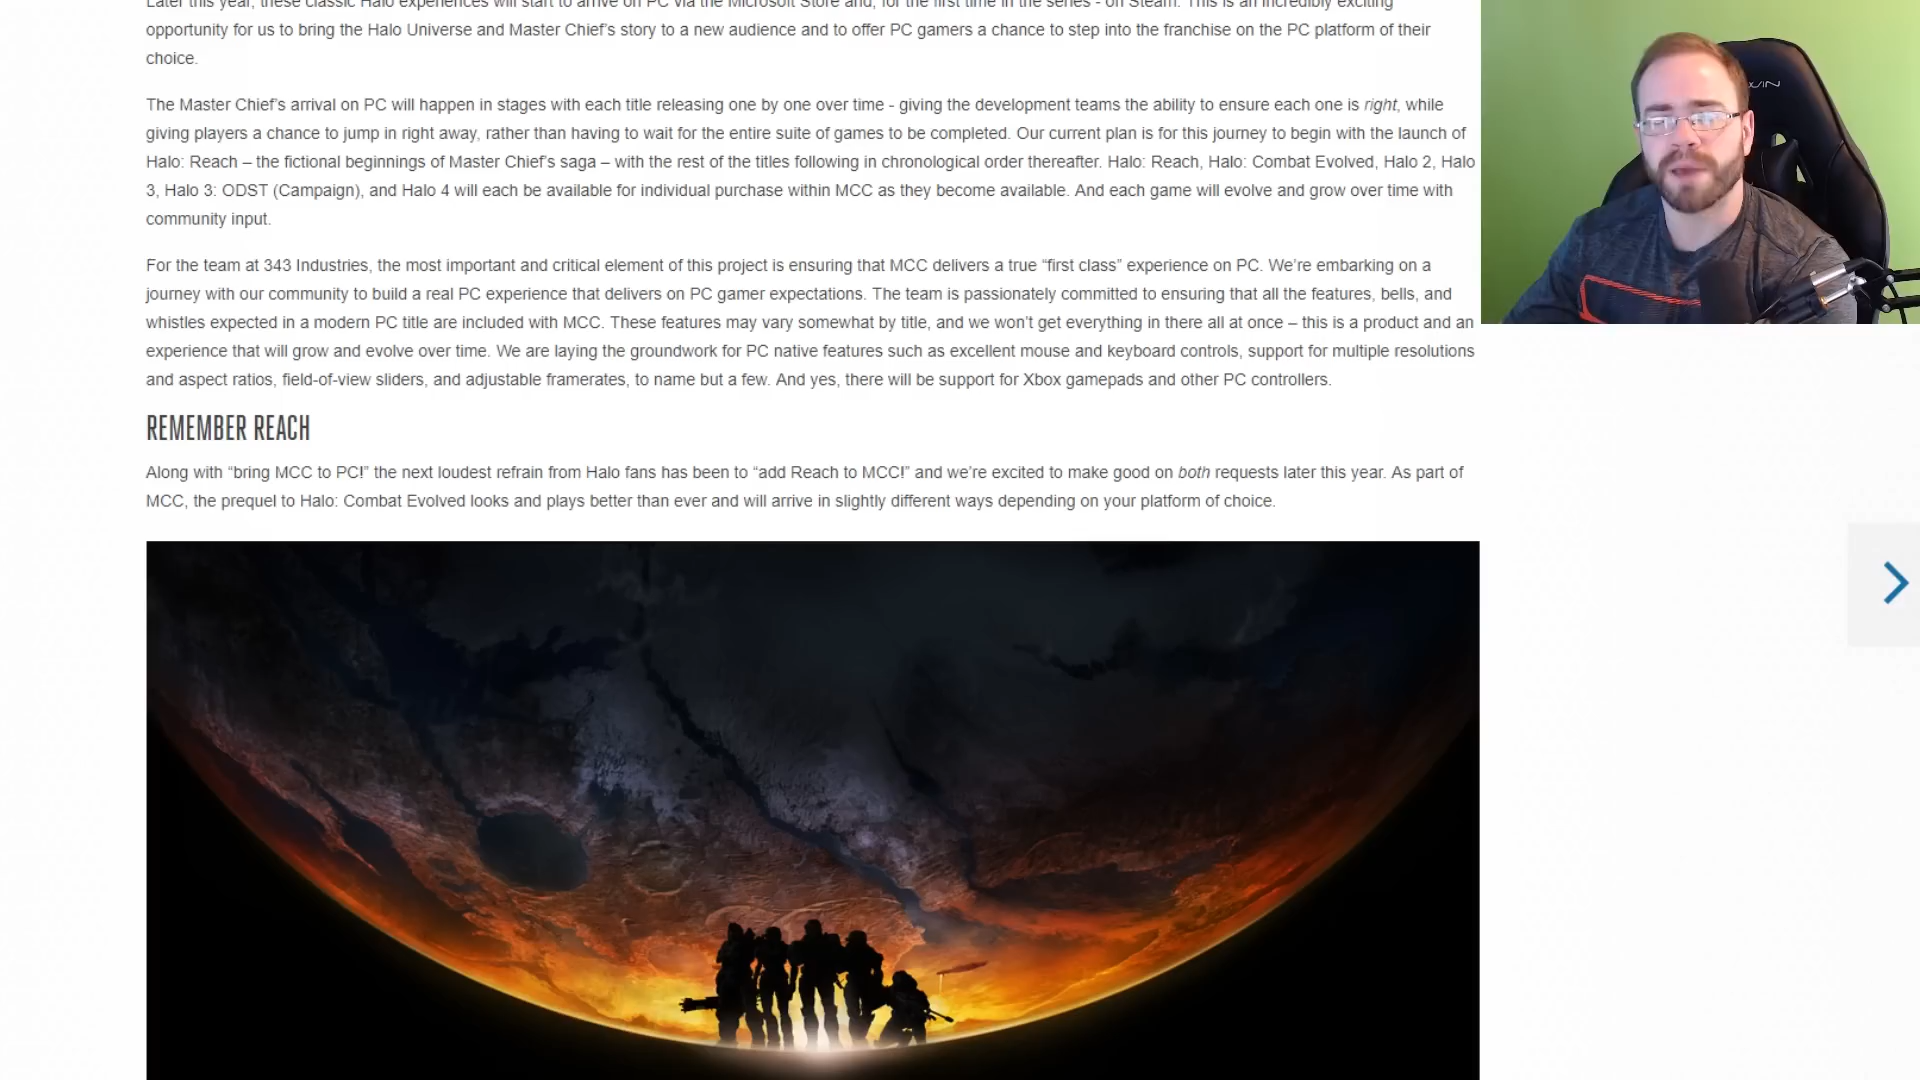 Later this year, these classic Halo experiences will start to arrive on PC via the Microsoft Store and, for the first time in the series - on Steam. This is an incredibly exciting
opportunity for us to bring the Halo Universe and Master Chief’s story to a new audience and to offer PC gamers a chance to step into the franchise on the PC platform of their
choice.
The Master Chief’s arrival on PC will happen in stages with each title releasing one by one over time - giving the development teams the ability to ensure each one is right, while
giving players a chance to jump in right away, rather than having to wait for the entire suite of games to be completed. Our current plan is for this journey to begin with the launch of
Halo: Reach – the fictional beginnings of Master Chief’s saga – with the rest of the titles following in chronological order thereafter. Halo: Reach, Halo: Combat Evolved, Halo 2, Halo
3, Halo 3: ODST (Campaign), and Halo 4 will each be available for individual purchase within MCC as they become available. And each game will evolve and grow over time with
community input.
For the team at 343 Industries, the most important and critical element of this project is ensuring that MCC delivers a true “first class” experience on PC. We’re embarking on a
journey with our community to build a real PC experience that delivers on PC gamer expectations. The team is passionately committed to ensuring that all the features, bells, and
whistles expected in a modern PC title are included with MCC. These features may vary somewhat by title, and we won’t get everything in there all at once – this is a product and an
experience that will grow and evolve over time. We are laying the groundwork for PC native features such as excellent mouse and keyboard controls, support for multiple resolutions
and aspect ratios, field-of-view sliders, and adjustable framerates, to name but a few. And yes, there will be support for Xbox gamepads and other PC controllers.
REMEMBER REACH
Along with “bring MCC to PC!” the next loudest refrain from Halo fans has been to “add Reach to MCC!” and we’re excited to make good on both requests later this year. As part of
MCC, the prequel to Halo: Combat Evolved looks and plays better than ever and will arrive in slightly different ways depending on your platform of choice.